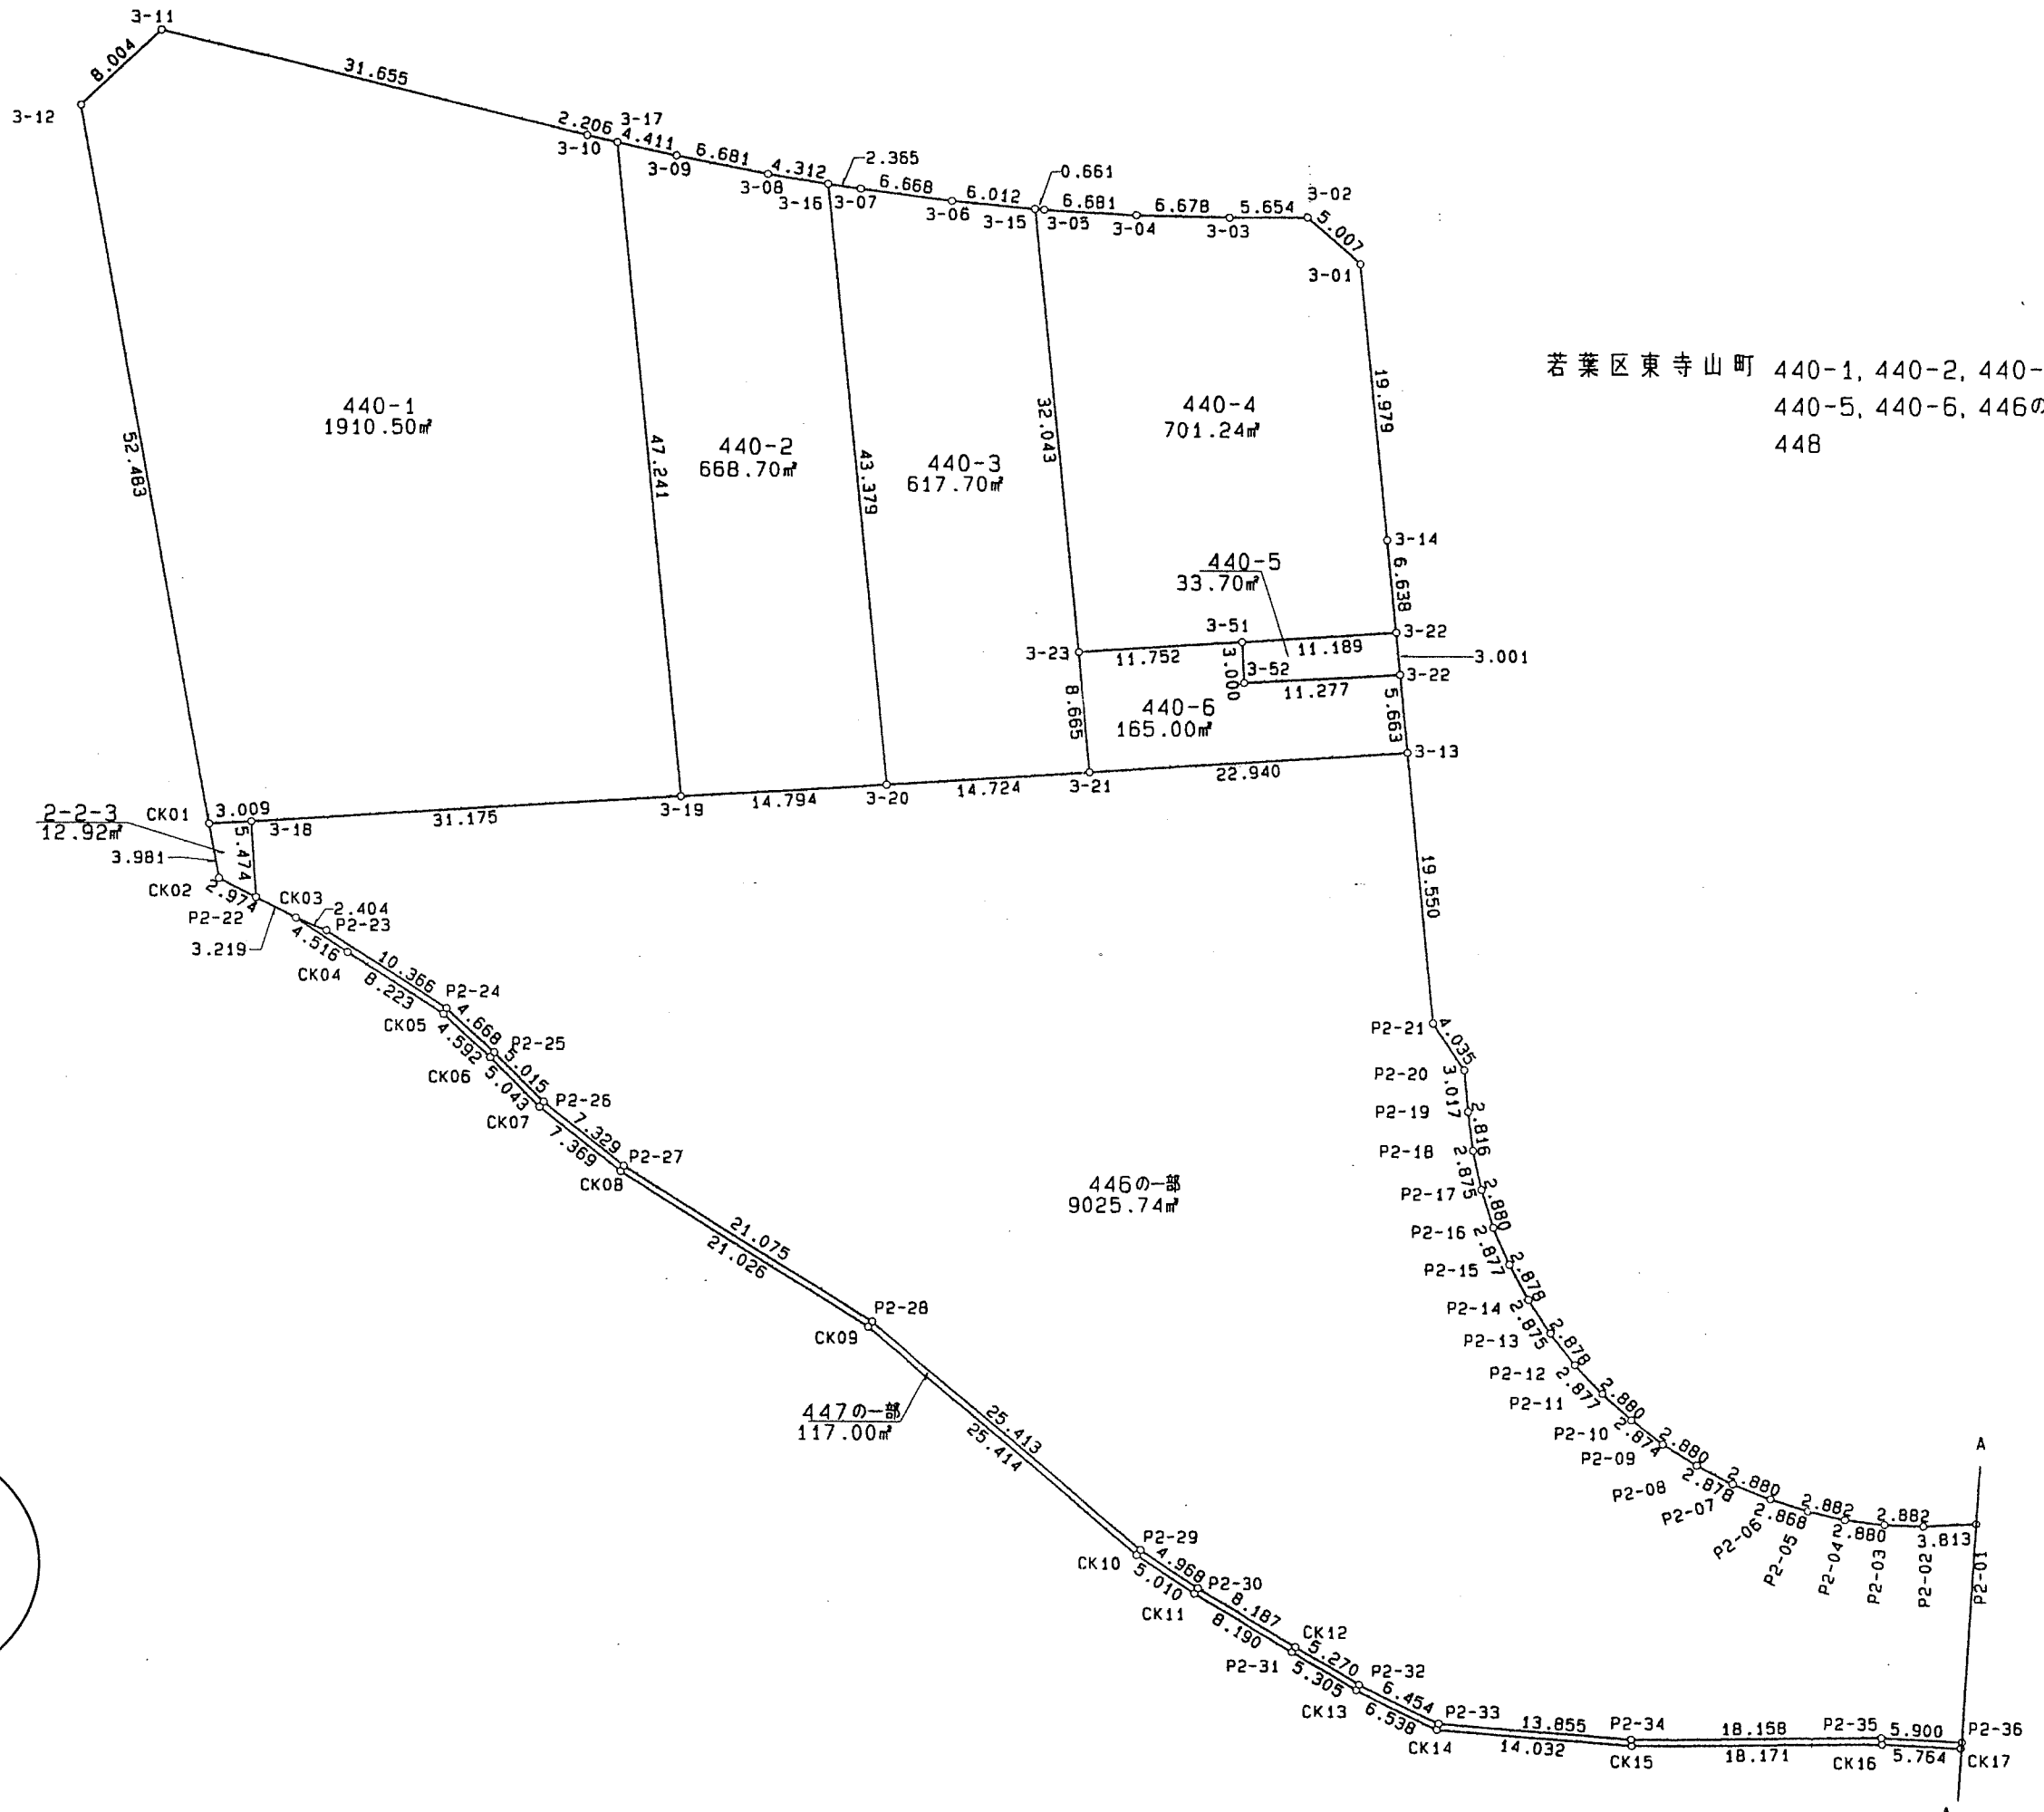 3-11
8.004
31.655
3-12
2.206
3-17
4.411
3-10
3-09
6.681
3-08
4.312
2.365
3-16
3-07
6.668
3-06
6.012
0.661
3-15
3-05
6.681
3-04
6.678
3-03
5.654
3-02
5.007
3-01
若葉区東寺山町 440-1, 440-2, 440-
440-5, 440-6, 446の
448
440-1
1910.50㎡
440-2
668.70㎡
440-3
617.70㎡
440-4
701.24㎡
52.483
47.241
43.379
32.043
19.979
3-14
6.638
440-5
33.70㎡
3-51
3-22
3-23
11.752
11.189
3.000
3-52
3.001
3-22
11.277
8.665
440-6
165.00㎡
5.663
3-13
22.940
3-21
14.724
3-20
14.794
3-19
31.175
3-18
3.009
CK01
2-2-3
12.92㎡
5.474
3.981
CK02
2.974
P2-22
CK03
2.404
P2-23
3.219
4.516
CK04
10.366
8.223
P2-24
CK05
4.668
4.592
P2-25
CK06
5.015
5.043
P2-26
CK07
7.329
7.369
P2-27
CK08
21.075
21.026
P2-28
CK09
446の一部
9025.74㎡
447の一部
117.00㎡
25.413
25.414
P2-29
CK10
4.968
5.010
P2-30
CK11
8.187
8.190
CK12
P2-31
5.270
5.305
P2-32
CK13
6.454
6.538
P2-33
CK14
13.855
14.032
P2-34
CK15
18.158
18.171
P2-35
CK16
5.900
5.764
P2-36
CK17
19.550
P2-21
4.035
P2-20
3.017
P2-19
2.816
P2-18
2.875
P2-17
2.880
P2-16
2.877
P2-15
2.878
P2-14
2.875
P2-13
2.878
P2-12
2.877
P2-11
2.880
P2-10
2.874
P2-09
2.880
P2-08
2.878
P2-07
2.880
P2-06
2.868
P2-05
2.882
P2-04
2.880
P2-03
2.882
P2-02
3.813
P2-01
A